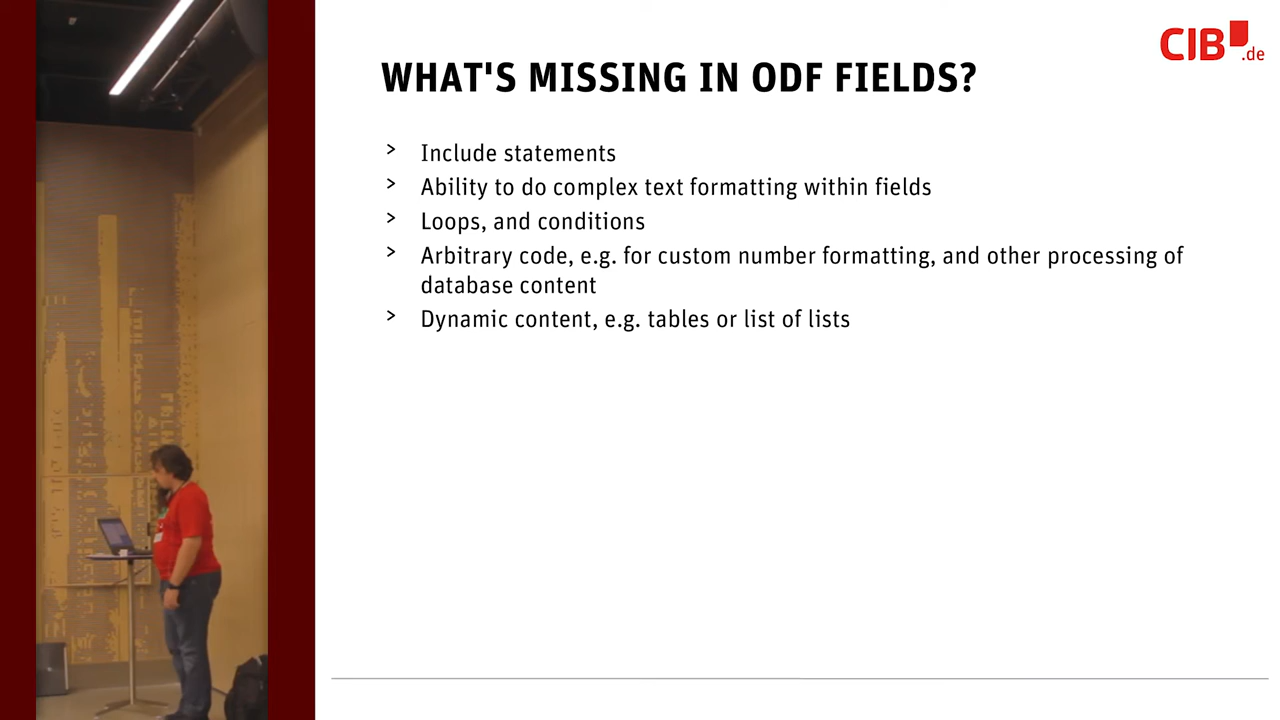 CIB.de
WHAT'S MISSING IN ODF FIELDS?
> Include statements
> Ability to do complex text formatting within fields
> Loops, and conditions
> Arbitrary code, e.g. for custom number formatting, and other processing of
database content
> Dynamic content, e.g. tables or list of lists